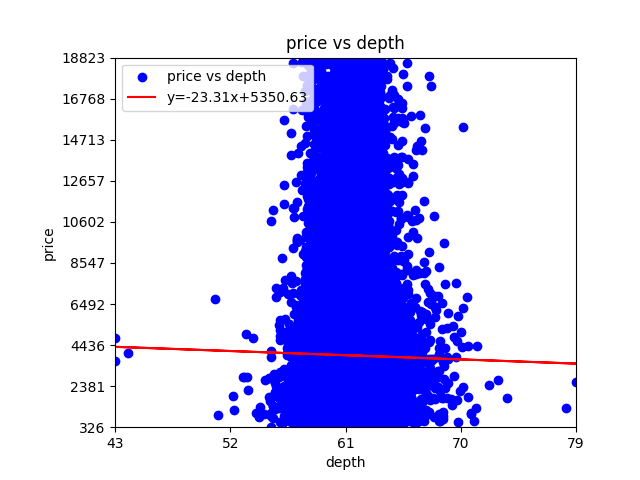 price vs depth
price vs depth
y=-23.31x+5350.63
18823
16768
14713
12657
10602
8547
6492
4436
2381
326
price
43 52 61 70 79
depth